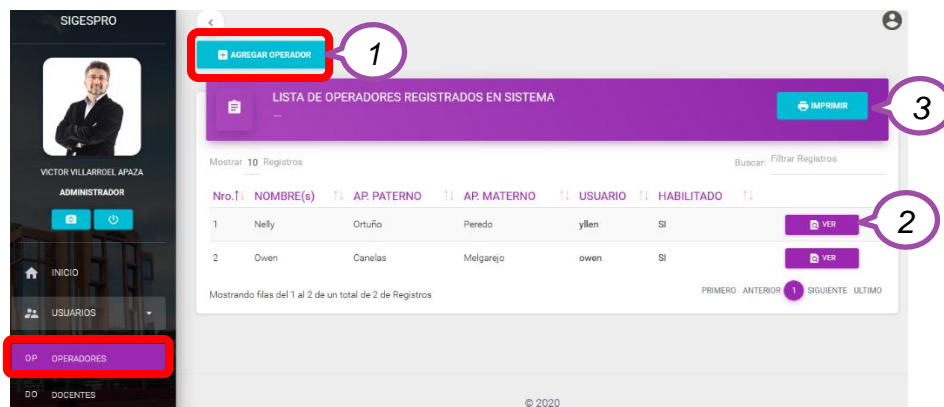 SIGESPRO
VICTOR VILLARROEL APAZA
ADMINISTRADOR
INICIO
USUARIOS
OP OPERADORES
DO DOCENTES
AGREGAR OPERADOR
1
LISTA DE OPERADORES REGISTRADOS EN SISTEMA
IMPRIMIR
3
Mostrar 10 Registros
Buscar: Filtrar Registros
Nro. NOMBRE(s) AP. PATERNO AP. MATERNO USUARIO HABILITADO
1 Nelly Ortuño Peredo yllen SI VER
2
2 Owen Canelas Melgarejo owen SI VER
Mostrando filas del 1 al 2 de un total de 2 de Registros
PRIMERO ANTERIOR 1 SIGUIENTE ULTIMO
© 2020